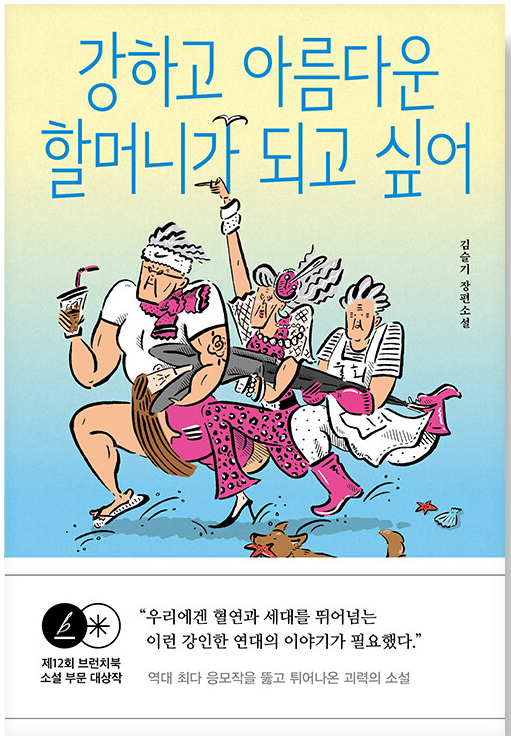 강하고 아름다운
할머니가 되고 싶어
김슬기 장편소설
“우리에겐 혈연과 세대를 뛰어넘는
이런 강인한 연대의 이야기가 필요했다.”
제12회 브런치북
소설 부문 대상작
역대 최다 응모작을 뚫고 튀어나온 괴력의 소설